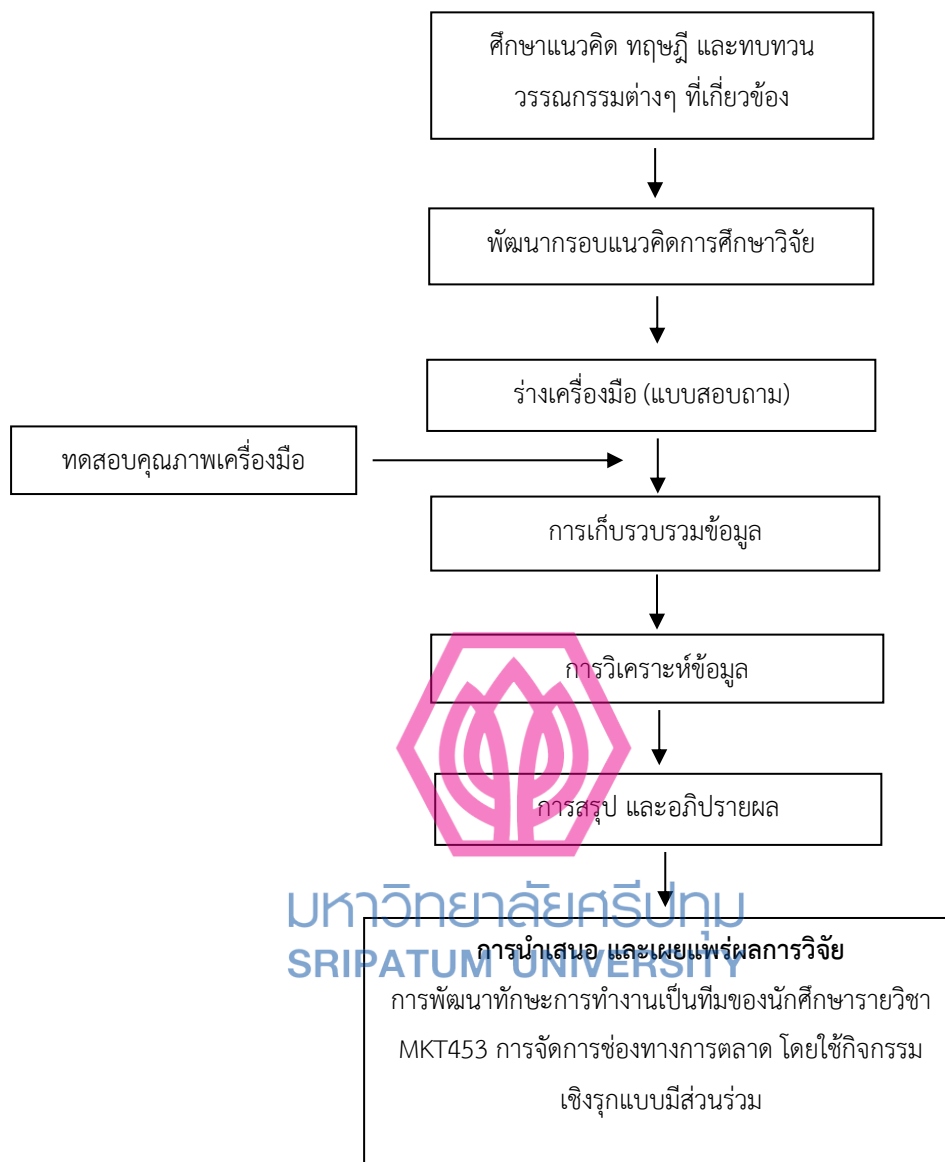 ศึกษาแนวคิด ทฤษฎี และทบทวน
วรรณกรรมต่างๆ ที่เกี่ยวข้อง
พัฒนากรอบแนวคิดการศึกษาวิจัย
ร่างเครื่องมือ (แบบสอบถาม)
ทดสอบคุณภาพเครื่องมือ
การเก็บรวบรวมข้อมูล
การวิเคราะห์ข้อมูล
การสรุป และอภิปรายผล
มหาวิทยาลัยศรีปทุม
SRIPATUM UNIVERSITY
การนำเสนอ และเผยแพร่ผลการวิจัย
การพัฒนาทักษะการทำงานเป็นทีมของนักศึกษารายวิชา
MKT453 การจัดการช่องทางการตลาด โดยใช้กิจกรรม
เชิงรุกแบบมีส่วนร่วม